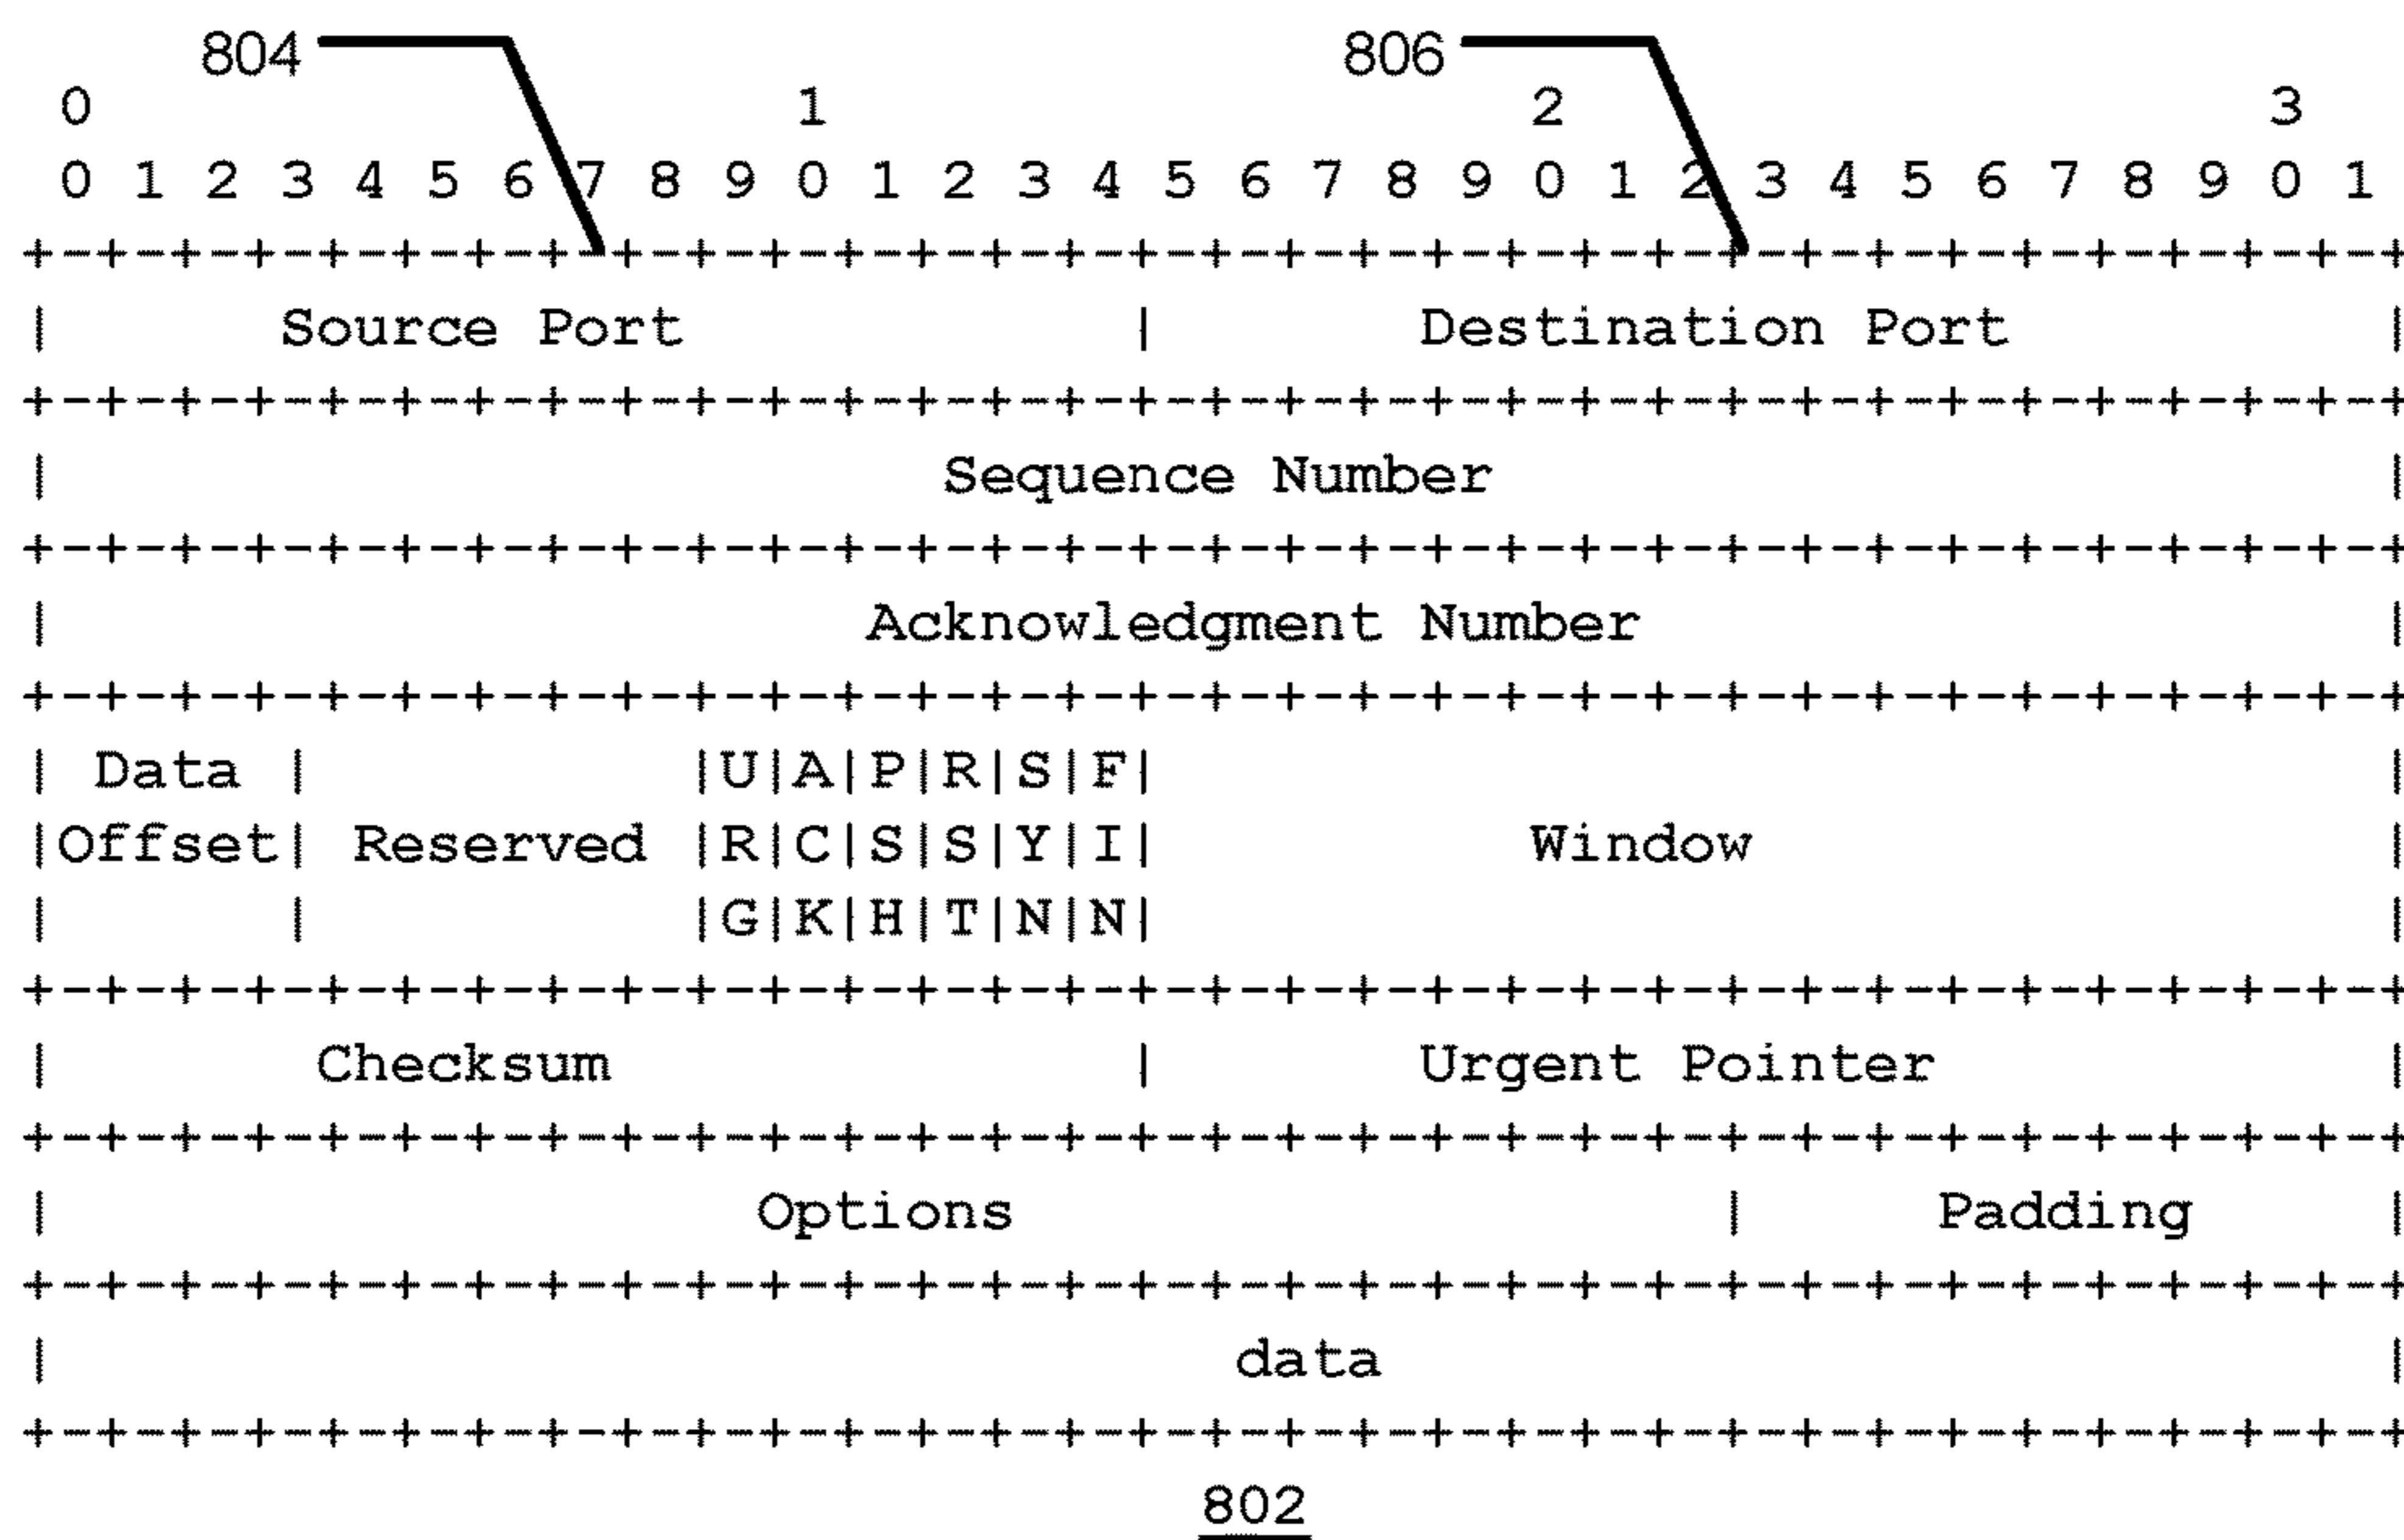 804 806
0 1 2 3
0 1 2 3 4 5 6 7 8 9 0 1 2 3 4 5 6 7 8 9 0 1 2 3 4 5 6 7 8 9 0 1
+-+-+-+-+-+-+-+-+-+-+-+-+-+-+-+-+-+-+-+-+-+-+-+-+-+-+-+-+-+-+-+-+
| Source Port | Destination Port |
+-+-+-+-+-+-+-+-+-+-+-+-+-+-+-+-+-+-+-+-+-+-+-+-+-+-+-+-+-+-+-+-+
| Sequence Number |
+-+-+-+-+-+-+-+-+-+-+-+-+-+-+-+-+-+-+-+-+-+-+-+-+-+-+-+-+-+-+-+-+
| Acknowledgment Number |
+-+-+-+-+-+-+-+-+-+-+-+-+-+-+-+-+-+-+-+-+-+-+-+-+-+-+-+-+-+-+-+-+
| Data | |U|A|P|R|S|F| |
|Offset| Reserved |R|C|S|S|Y|I| Window |
| | |G|K|H|T|N|N| |
+-+-+-+-+-+-+-+-+-+-+-+-+-+-+-+-+-+-+-+-+-+-+-+-+-+-+-+-+-+-+-+-+
| Checksum | Urgent Pointer |
+-+-+-+-+-+-+-+-+-+-+-+-+-+-+-+-+-+-+-+-+-+-+-+-+-+-+-+-+-+-+-+-+
| Options | Padding |
+-+-+-+-+-+-+-+-+-+-+-+-+-+-+-+-+-+-+-+-+-+-+-+-+-+-+-+-+-+-+-+-+
| data |
+-+-+-+-+-+-+-+-+-+-+-+-+-+-+-+-+-+-+-+-+-+-+-+-+-+-+-+-+-+-+-+-+
802